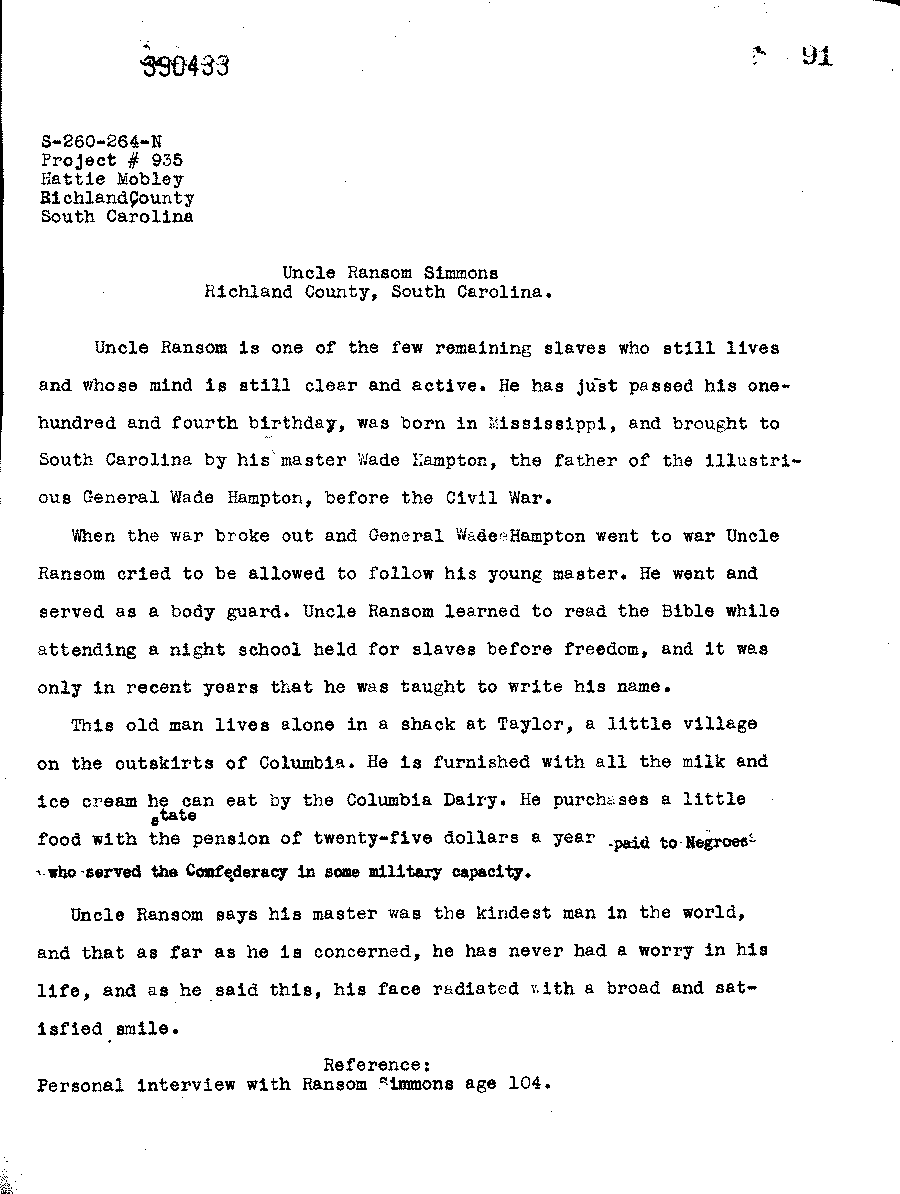 390433
91
S-260-264-N
Project # 935
Hattie Mobley
RichlandCounty
South Carolina
Uncle Ransom Simmons
Richland County, South Carolina.
Uncle Ransom is one of the few remaining slaves who still lives
and whose mind is still clear and active. He has just passed his one-
hundred and fourth birthday, was born in Mississippi, and brought to
South Carolina by his master Wade Hampton, the father of the illustri-
ous General Wade Hampton, before the Civil War.
When the war broke out and General Wade Hampton went to war Uncle
Ransom cried to be allowed to follow his young master. He went and
served as a body guard. Uncle Ransom learned to read the Bible while
attending a night school held for slaves before freedom, and it was
only in recent years that he was taught to write his name.
This old man lives alone in a shack at Taylor, a little village
on the outskirts of Columbia. He is furnished with all the milk and
ice cream he can eat by the Columbia Dairy. He purchases a little
state
food with the pension of twenty-five dollars a year paid to Negroes
who served the Confederacy in some military capacity.
Uncle Ransom says his master was the kindest man in the world,
and that as far as he is concerned, he has never had a worry in his
life, and as he said this, his face radiated with a broad and sat-
isfied smile.
Reference:
Personal interview with Ransom Simmons age 104.